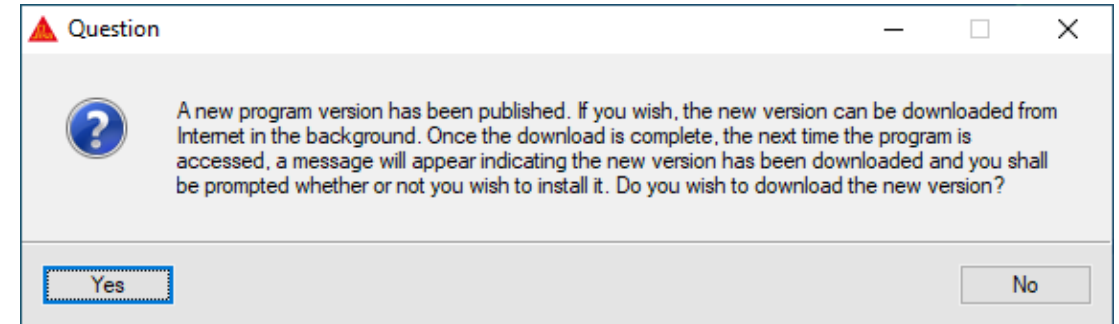 Question
A new program version has been published. If you wish, the new version can be downloaded from
Internet in the background. Once the download is complete, the next time the program is
accessed, a message will appear indicating the new version has been downloaded and you shall
be prompted whether or not you wish to install it. Do you wish to download the new version?
Yes
No